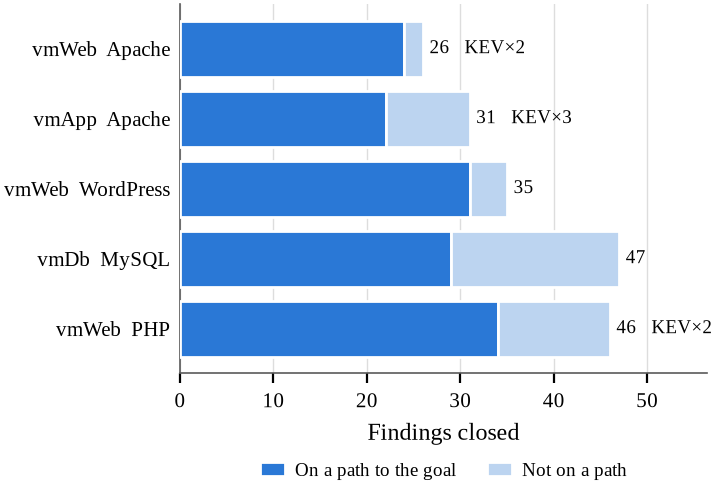 vmWeb Apache 26 KEV×2
vmApp Apache 31 KEV×3
vmWeb WordPress 35
vmDb MySQL 47
vmWeb PHP 46 KEV×2
0 10 20 30 40 50
Findings closed
On a path to the goal Not on a path